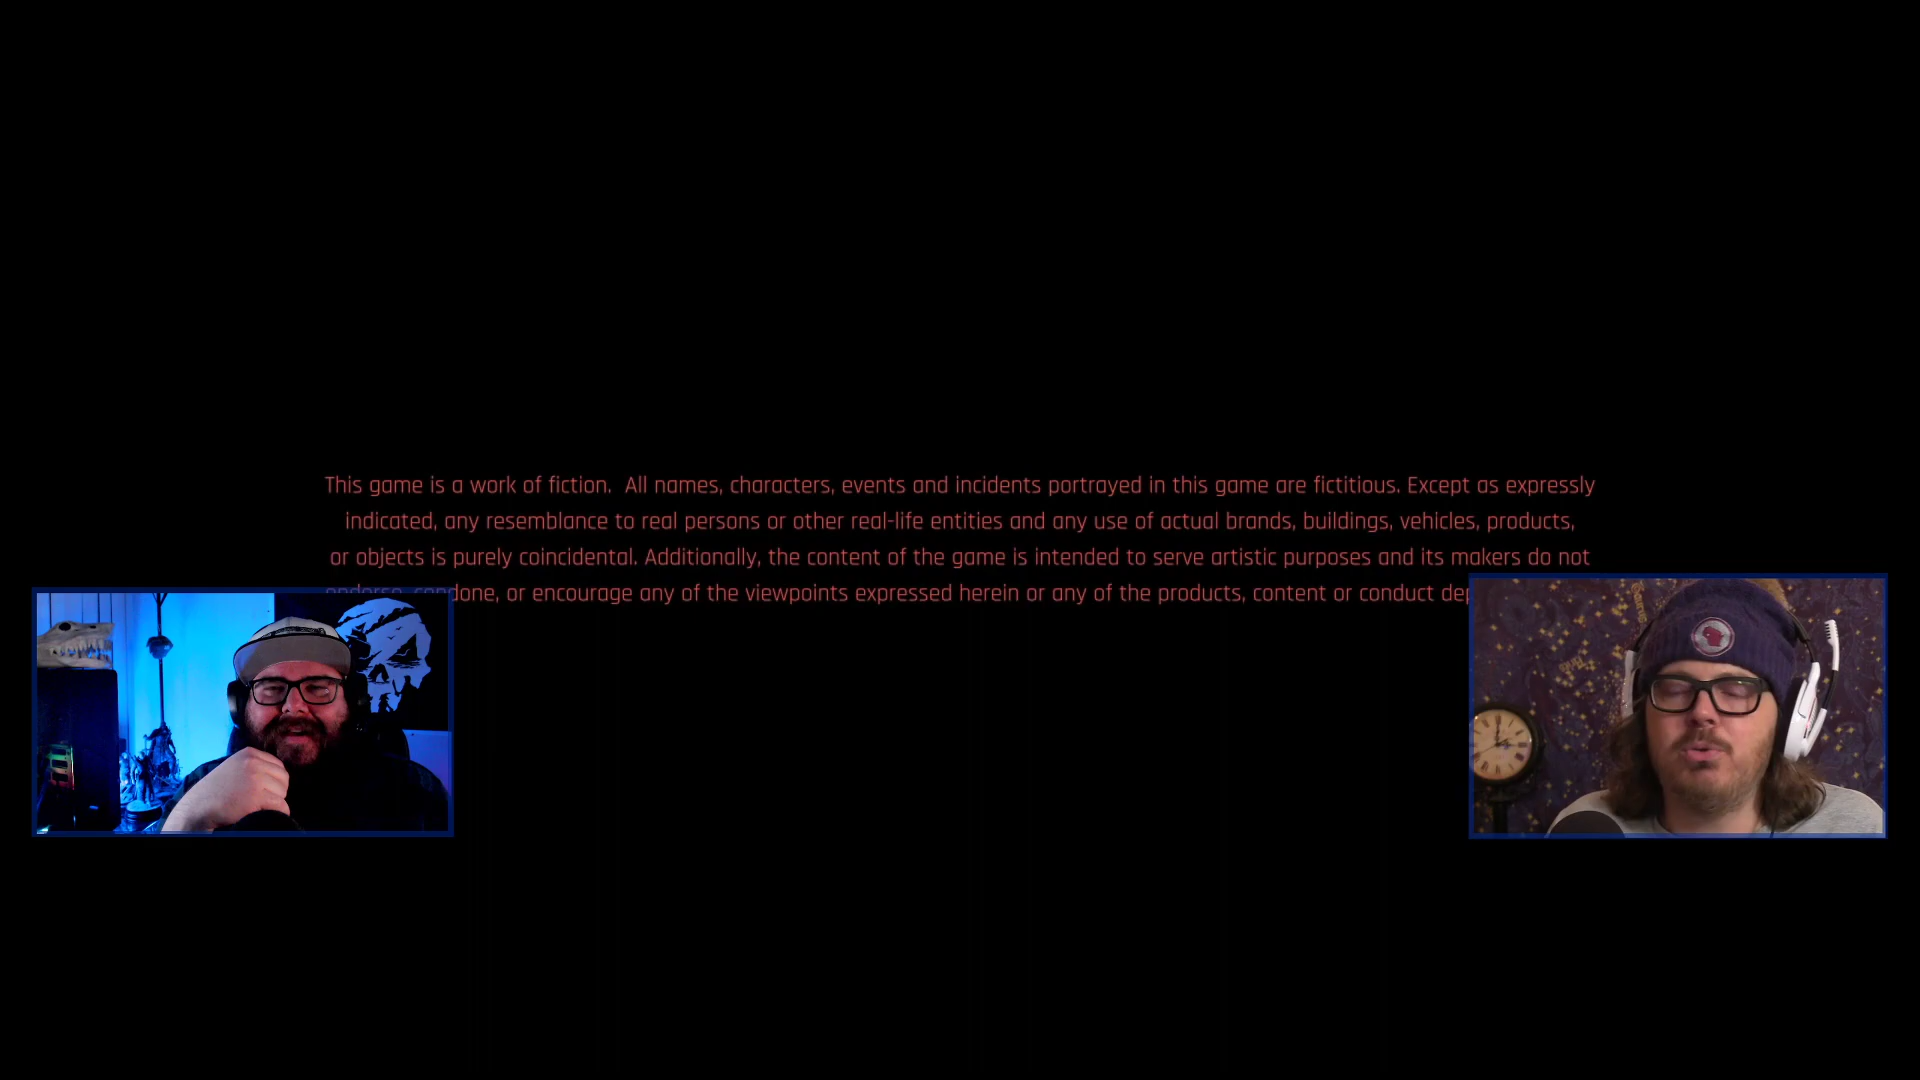 This game is a work of fiction. All names, characters, events and incidents portrayed in this game are fictitious. Except as expressly
indicated, any resemblance to real persons or other real-life entities and any use of actual brands, buildings, vehicles, products,
or objects is purely coincidental. Additionally, the content of the game is intended to serve artistic purposes and its makers do not
endorse, condone, or encourage any of the viewpoints expressed herein or any of the products, content or conduct dep